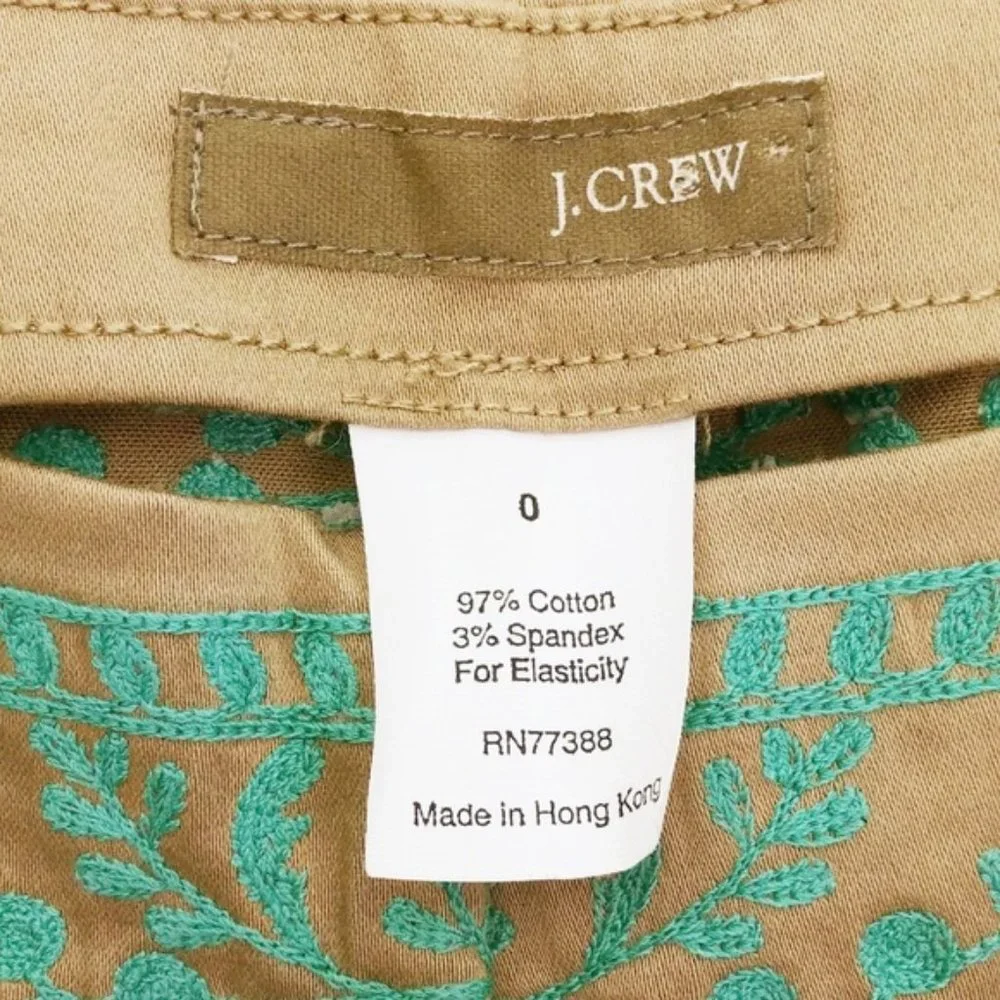 J.CREW
0
97% Cotton
3% Spandex
For Elasticity
RN77388
Made in Hong Kong